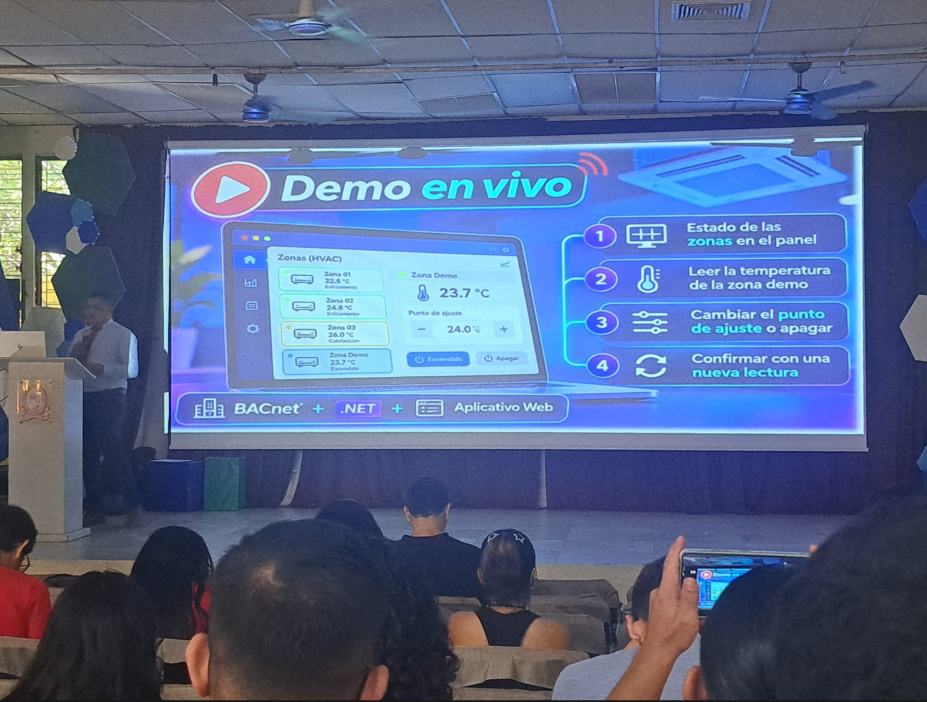 Demo en vivo
Zonas (HVAC)
Zona 01
22.5 °C
Enfriamiento
Zona 02
24.8 °C
Enfriamiento
Zona 03
26.0 °C
Calefacción
Zona Demo
23.7 °C
Encendido
Zona Demo
23.7 °C
Punto de ajuste
− 24.0 °C +
Encendido
Apagar
1 Estado de las
zonas en el panel
2 Leer la temperatura
de la zona demo
3 Cambiar el punto
de ajuste o apagar
4 Confirmar con una
nueva lectura
BACnet + .NET + Aplicativo Web